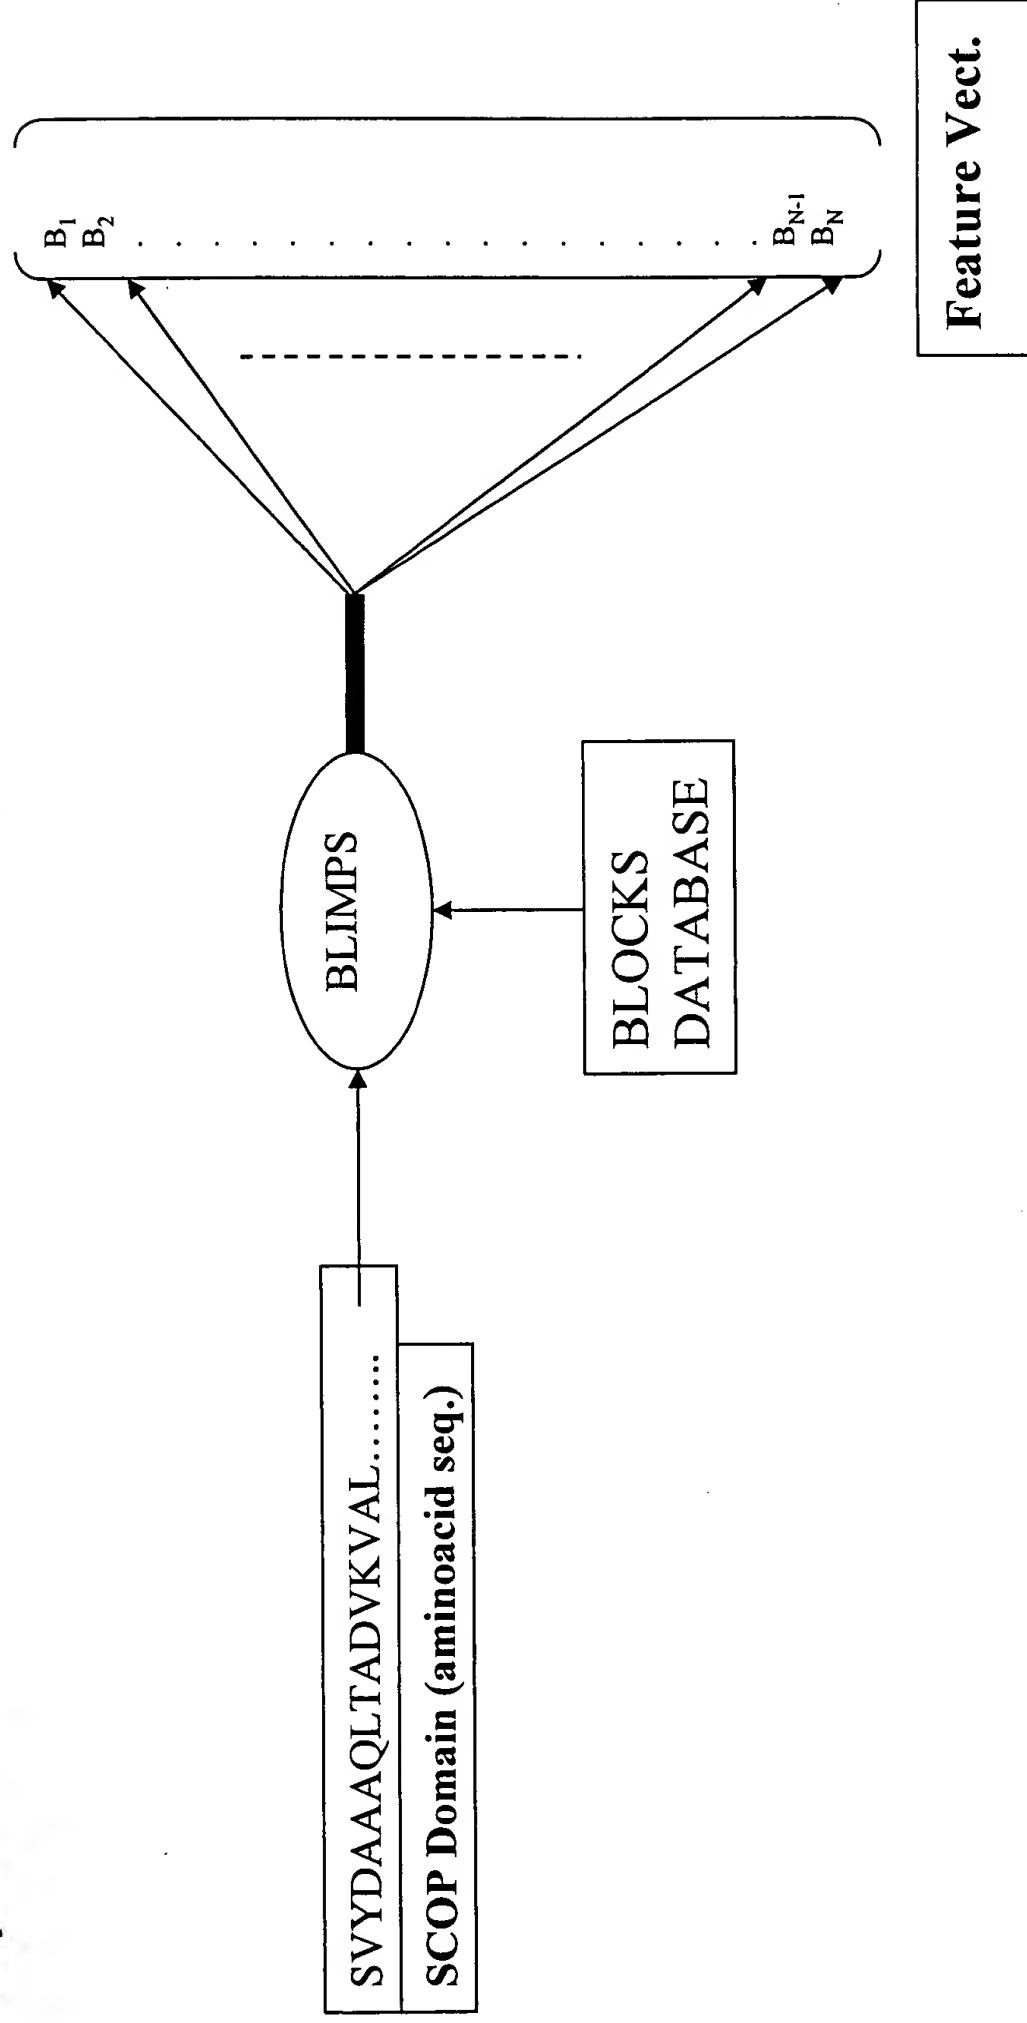 SVYDAAAQLTADVKVAL.........
SCOP Domain (aminoacid seq.)
BLIMPS
BLOCKS
DATABASE
B1
B2
. . . . . . . . . . . . . . . . .
BN-1
BN
Feature Vect.